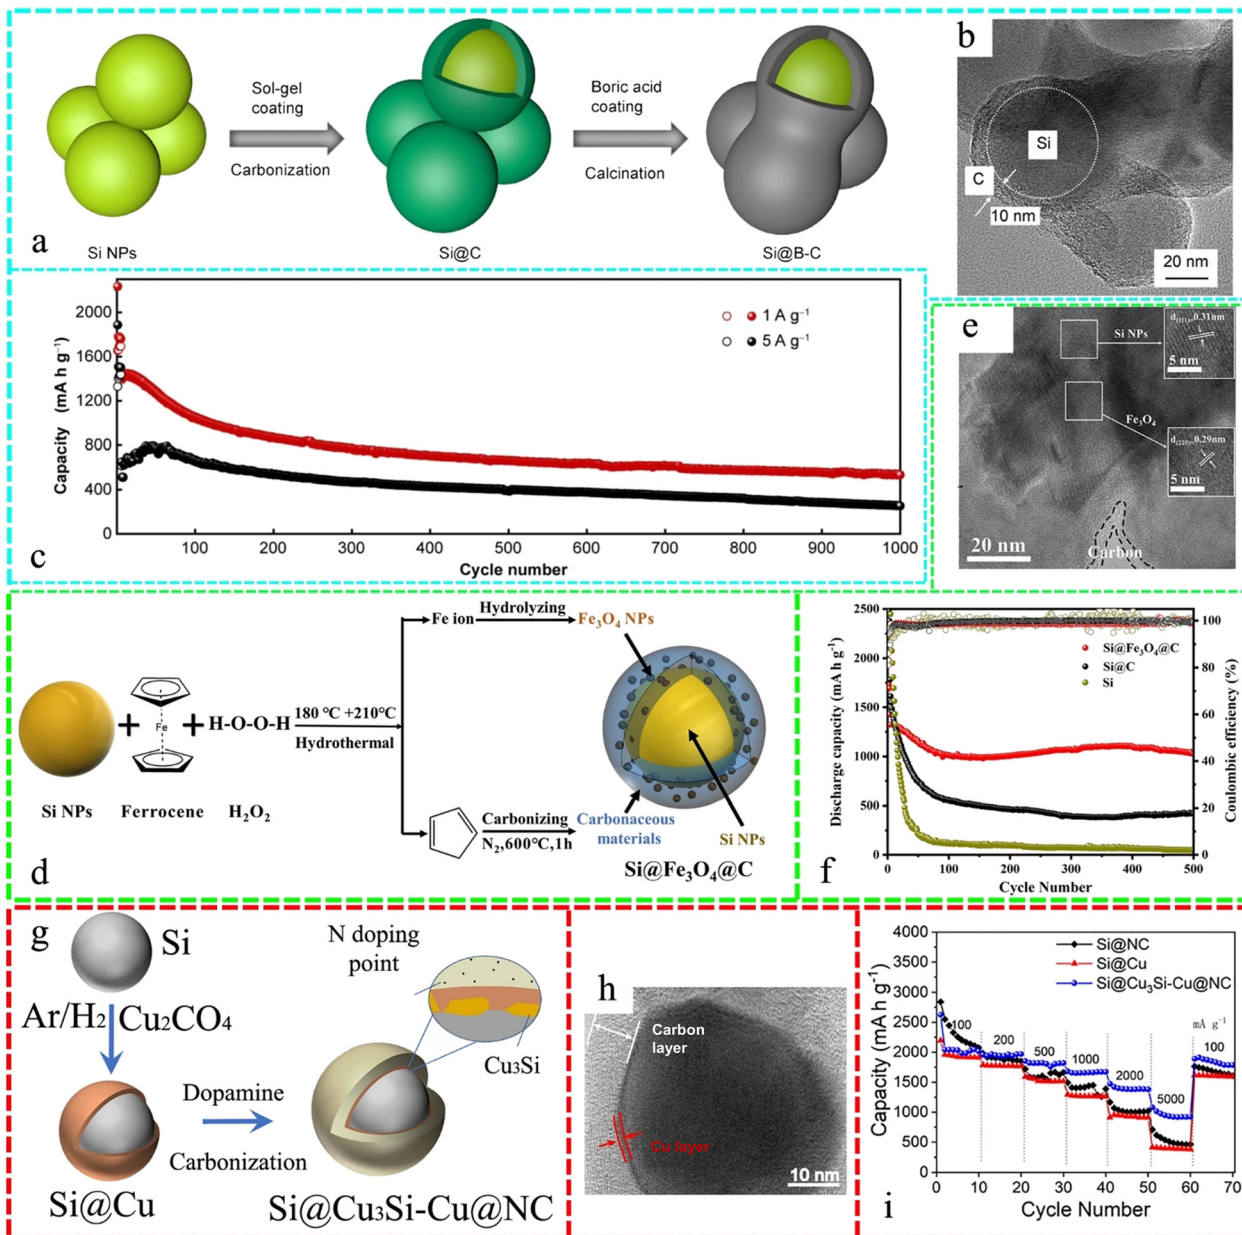 a
Si NPs
Sol-gel
coating
Carbonization
Si@C
Boric acid
coating
Calcination
Si@B-C
b
Si
C
10 nm
20 nm
c
Capacity (mA h g⁻¹)
2000
1600
1200
800
400
0
1 A g⁻¹
5 A g⁻¹
100
200
300
400
500
600
700
800
900
1000
Cycle number
e
Si NPs
d(111)=0.31nm
5 nm
Fe₃O₄
d(220)=0.29nm
5 nm
Carbon
20 nm
d
Si NPs
+
Fe
Ferrocene
+
H-O-O-H
H₂O₂
180 ℃ +210℃
Hydrothermal
Fe ion
Hydrolyzing
Fe₃O₄ NPs
Carbonizing
N₂,600℃,1h
Carbonaceous
materials
Si NPs
Si@Fe₃O₄@C
f
Discharge capacity (mA h g⁻¹)
2500
2000
1500
1000
500
0
Si@Fe₃O₄@C
Si@C
Si
100
80
60
40
20
0
Coulombic efficiency (%)
0
100
200
300
400
500
Cycle Number
g
Si
Ar/H₂
Cu₂CO₄
Si@Cu
Dopamine
Carbonization
N doping
point
Cu₃Si
Si@Cu₃Si-Cu@NC
h
Carbon
layer
Cu layer
10 nm
i
Capacity (mA h g⁻¹)
4000
3500
3000
2500
2000
1500
1000
500
0
Si@NC
Si@Cu
Si@Cu₃Si-Cu@NC
mA g⁻¹
100
200
500
1000
2000
5000
100
0
10
20
30
40
50
60
70
Cycle Number